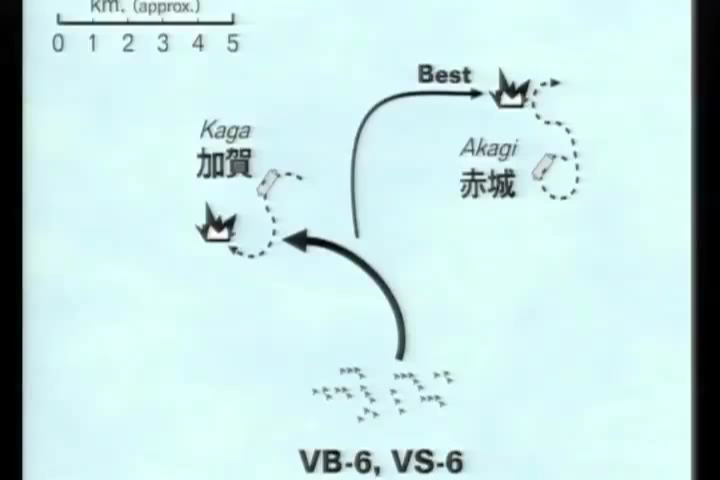 km. (approx.)
0 1 2 3 4 5
Best
Kaga
加賀
Akagi
赤城
VB-6, VS-6